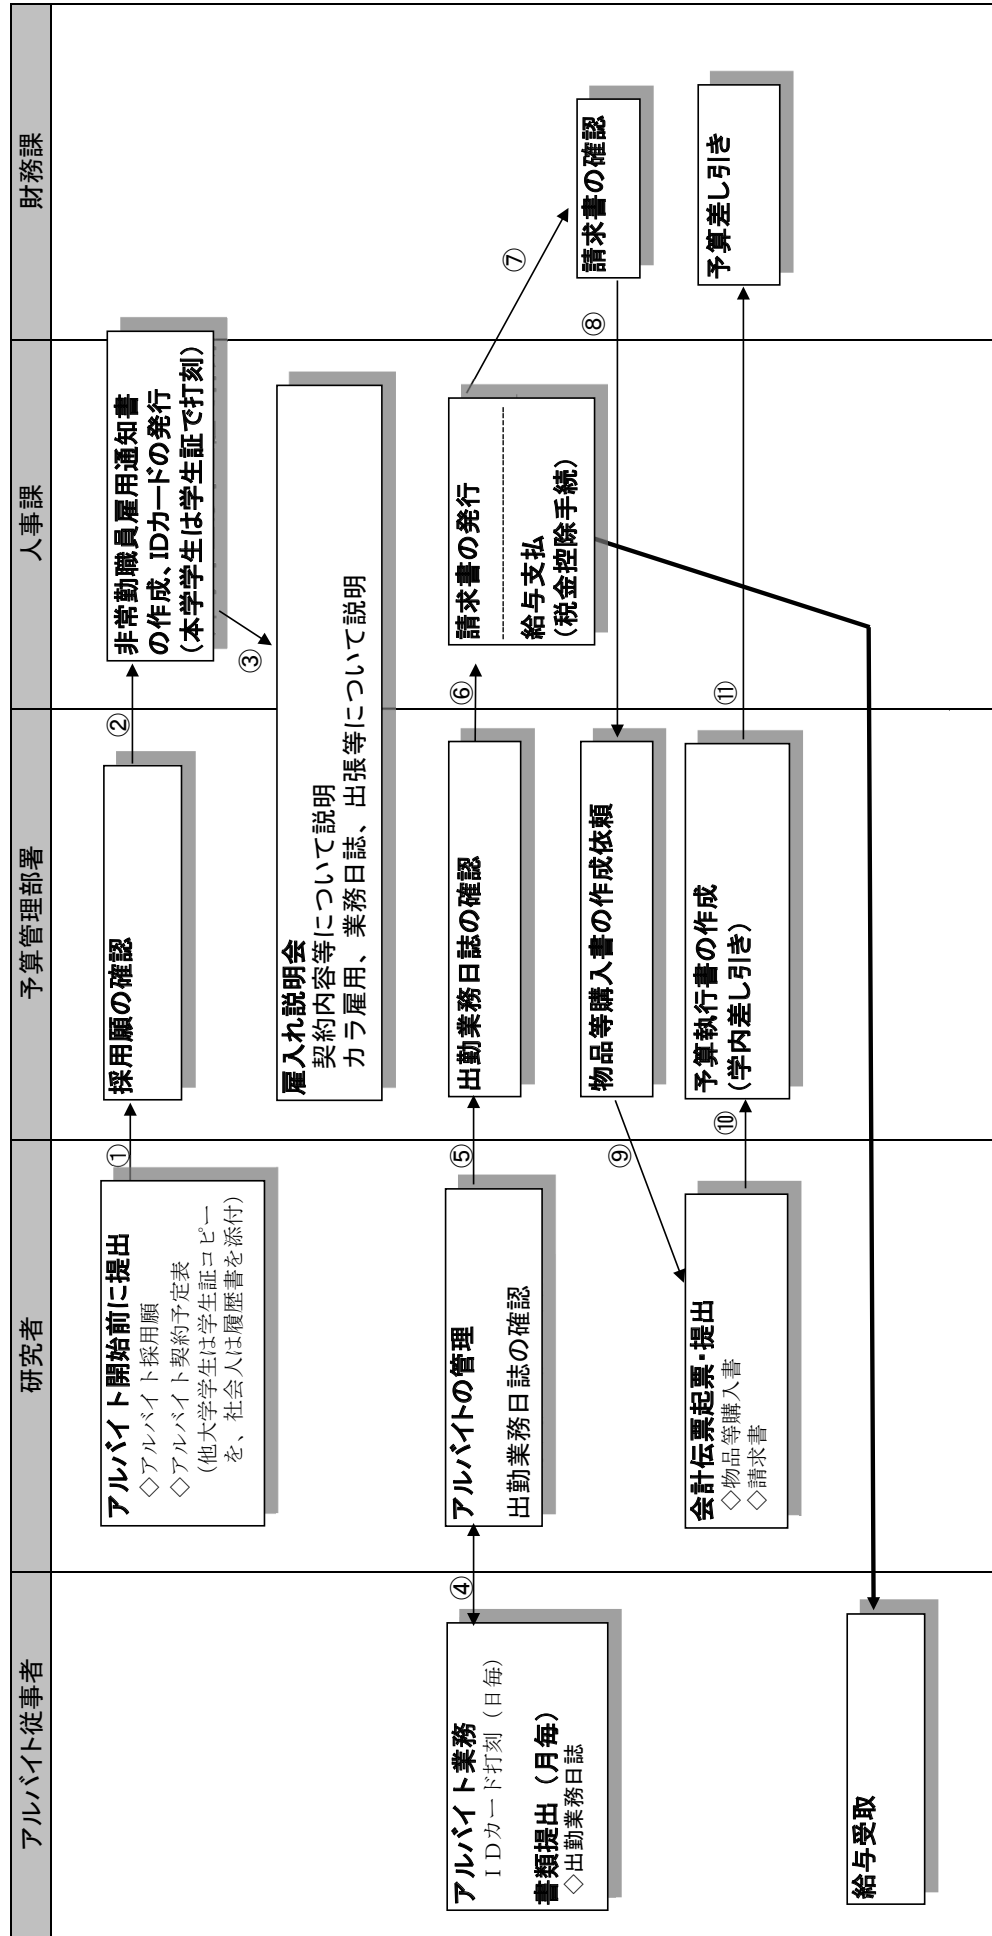 アルバイト従事者
研究者
予算管理部署
人事課
財務課
アルバイト開始前に提出
◇アルバイト採用願
◇アルバイト契約予定表
(他大学学生は学生証コピー
を、社会人は履歴書を添付)
①
採用願の確認
②
非常勤職員雇用通知書
の作成、IDカードの発行
(本学学生は学生証で打刻)
③
雇入れ説明会
契約内容等について説明
カラ雇用、業務日誌、出張等について説明
アルバイト業務
IDカード打刻(日毎)
書類提出(月毎)
◇出勤業務日誌
④
アルバイトの管理
出勤業務日誌の確認
⑤
出勤業務日誌の確認
⑥
請求書の発行
給与支払
(税金控除手続)
⑦
請求書の確認
⑧
物品等購入書の作成依頼
⑨
会計伝票起票・提出
◇物品等購入書
◇請求書
⑩
予算執行書の作成
(学内差し引き)
⑪
予算差し引き
給与受取